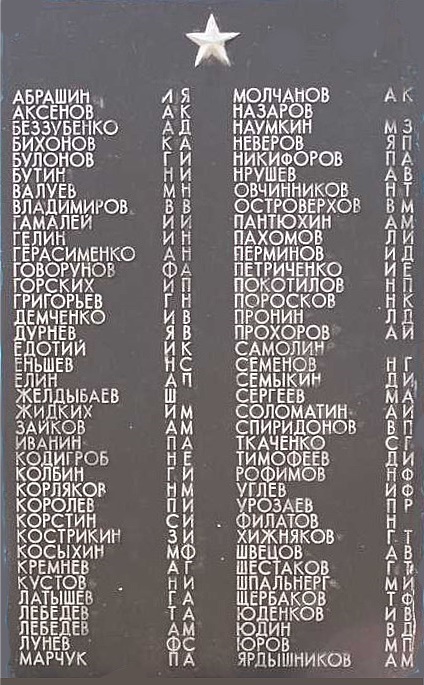 АБРАШИН И Я
АКСЕНОВ А К
БЕЗЗУБЕНКО А Д
БИХОНОВ К А
БУЛОНОВ Г И
БУТИН Н И
ВАЛУЕВ М Н
ВЛАДИМИРОВ В В
ГАМАЛЕЙ И И
ГЕЛИН И Н
ГЕРАСИМЕНКО А Н
ГОВОРУНОВ Ф А
ГОРСКИХ И П
ГРИГОРЬЕВ Г Н
ДЕМЧЕНКО И В
ДУРНЕВ Я В
ЕДОТИЙ И К
ЕНЬШЕВ Н С
ЕЛИН А П
ЖЕЛДЫБАЕВ Ш
ЖИДКИХ И М
ЗАЙКОВ А М
ИВАНИН П А
КОДИГРОБ Н Е
КОЛБИН Г И
КОРЛЯКОВ Н М
КОРОЛЕВ П И
КОРСТИН С И
КОСТРИКИН З И
КОСЫХИН М Ф
КРЕМНЕВ А Г
КУСТОВ Н И
ЛАТЫШЕВ Г А
ЛЕБЕДЕВ Т А
ЛЕБЕДЕВ А М
ЛУНЕВ Ф С
МАРЧУК П А
МОЛЧАНОВ А К
НАЗАРОВ
НАУМКИН М З
НЕВЕРОВ Я П
НИКИФОРОВ П А
НРУШЕВ А В
ОВЧИННИКОВ Н Т
ОСТРОВЕРХОВ В М
ПАНТЮХИН А М
ПАХОМОВ Л И
ПЕРМИНОВ И Д
ПЕТРИЧЕНКО И Е
ПОКОТИЛОВ Н П
ПОРОСКОВ Н К
ПРОНИН Л Д
ПРОХОРОВ А И
САМОЛИН
СЕМЕНОВ Н Г
СЕМЫКИН Д И
СЕРГЕЕВ М А
СОЛОМАТИН А И
СПИРИДОНОВ В П
ТКАЧЕНКО С Г
ТИМОФЕЕВ Д И
РОФИМОВ Н Ф
УГЛЕВ И Ф
УРОЗАЕВ П Р
ФИЛАТОВ Н
ХИЖНЯКОВ Г Т
ШВЕЦОВ А В
ШЕСТАКОВ Г Т
ШПАЛЬНЕРГ М И
ЩЕРБАКОВ Т Ф
ЮДЕНКОВ И В
ЮДИН В Д
ЮРОВ М П
ЯРДЫШНИКОВ А М